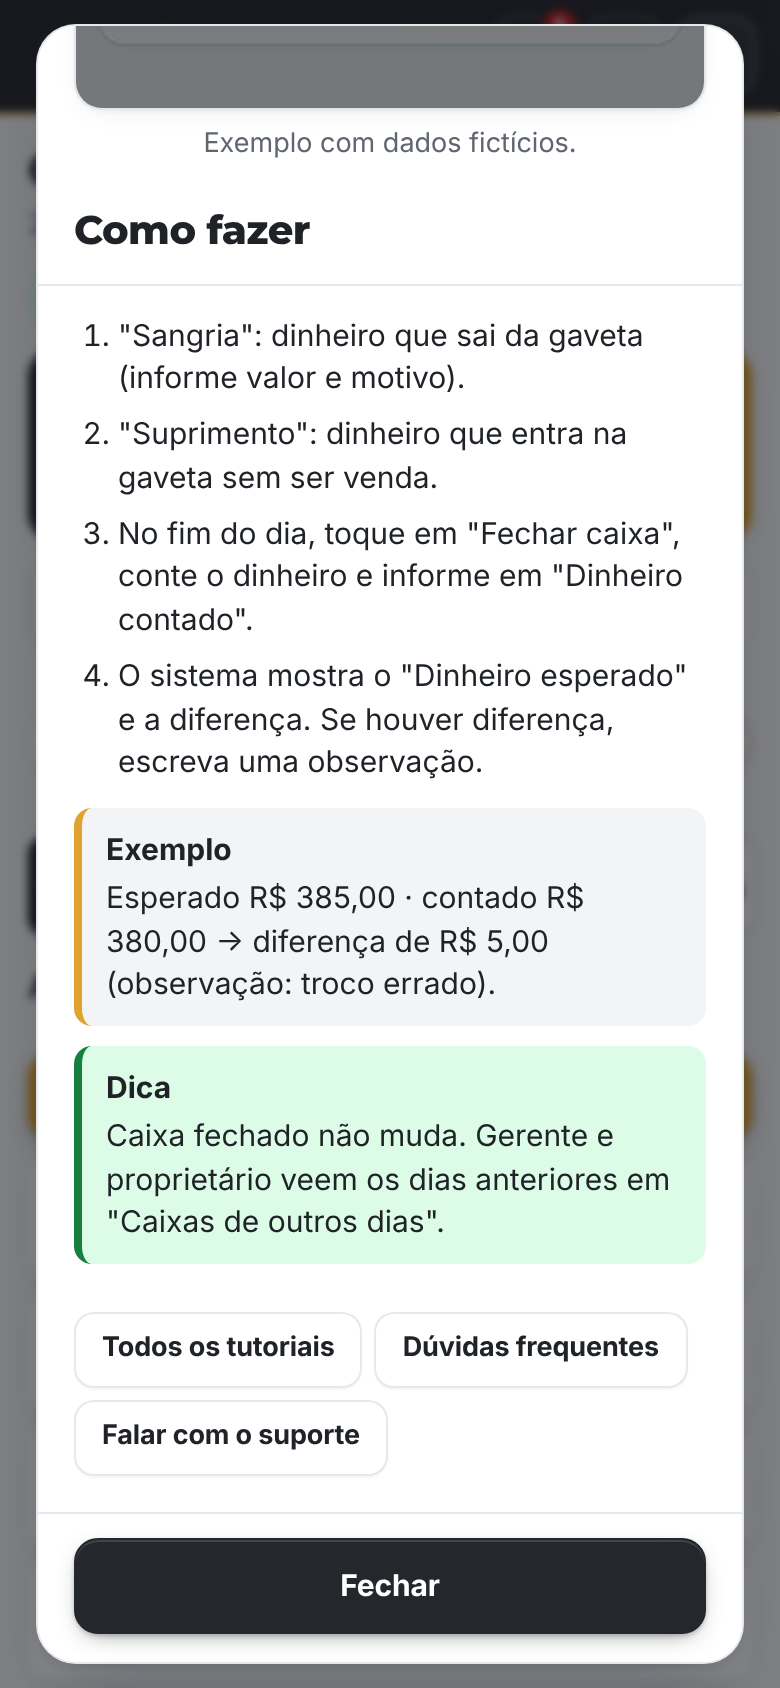 Exemplo com dados fictícios.
Como fazer
1. "Sangria": dinheiro que sai da gaveta
(informe valor e motivo).
2. "Suprimento": dinheiro que entra na
gaveta sem ser venda.
3. No fim do dia, toque em "Fechar caixa",
conte o dinheiro e informe em "Dinheiro
contado".
4. O sistema mostra o "Dinheiro esperado"
e a diferença. Se houver diferença,
escreva uma observação.
Exemplo
Esperado R$ 385,00 · contado R$
380,00 → diferença de R$ 5,00
(observação: troco errado).
Dica
Caixa fechado não muda. Gerente e
proprietário veem os dias anteriores em
"Caixas de outros dias".
Todos os tutoriais
Dúvidas frequentes
Falar com o suporte
Fechar